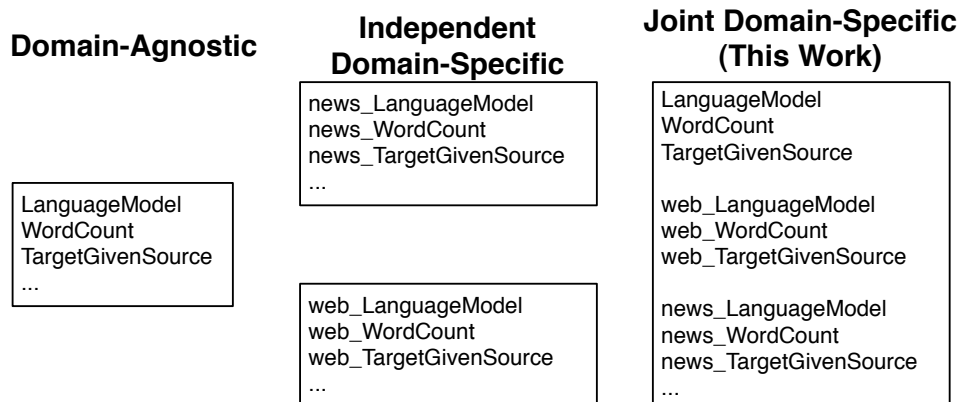 Domain-Agnostic
LanguageModel
WordCount
TargetGivenSource
...
Independent
Domain-Specific
news_LanguageModel
news_WordCount
news_TargetGivenSource
...
web_LanguageModel
web_WordCount
web_TargetGivenSource
...
Joint Domain-Specific
(This Work)
LanguageModel
WordCount
TargetGivenSource
web_LanguageModel
web_WordCount
web_TargetGivenSource
news_LanguageModel
news_WordCount
news_TargetGivenSource
...